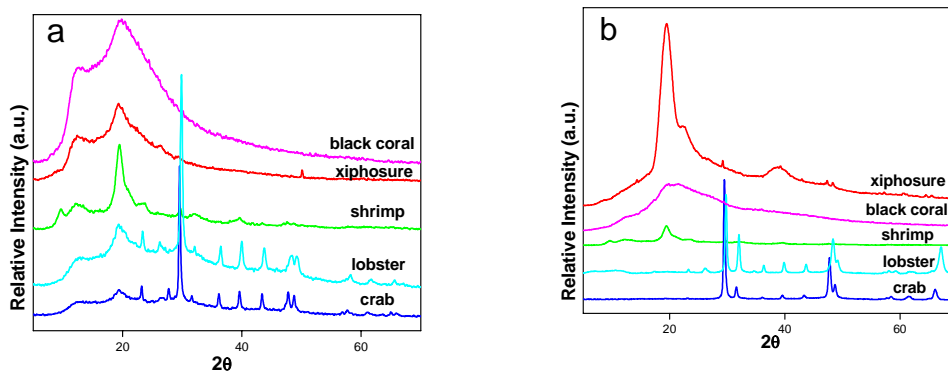 a
Relative Intensity (a.u.)
black coral
xiphosure
shrimp
lobster
crab
20 40 60
2θ
b
Relative Intensity (a.u.)
xiphosure
black coral
shrimp
lobster
crab
20 40 60
2θ